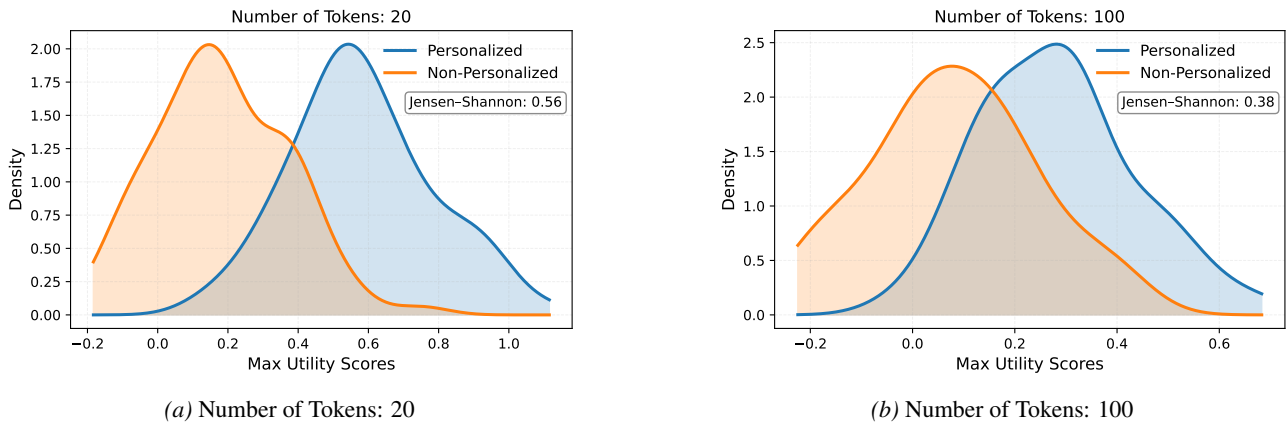 Number of Tokens: 20
2.00
1.75
1.50
1.25
1.00
0.75
0.50
0.25
0.00
Density
Personalized
Non-Personalized
Jensen–Shannon: 0.56
−0.2 0.0 0.2 0.4 0.6 0.8 1.0
Max Utility Scores
(a) Number of Tokens: 20
Number of Tokens: 100
2.5
2.0
1.5
1.0
0.5
0.0
Density
Personalized
Non-Personalized
Jensen–Shannon: 0.38
−0.2 0.0 0.2 0.4 0.6
Max Utility Scores
(b) Number of Tokens: 100